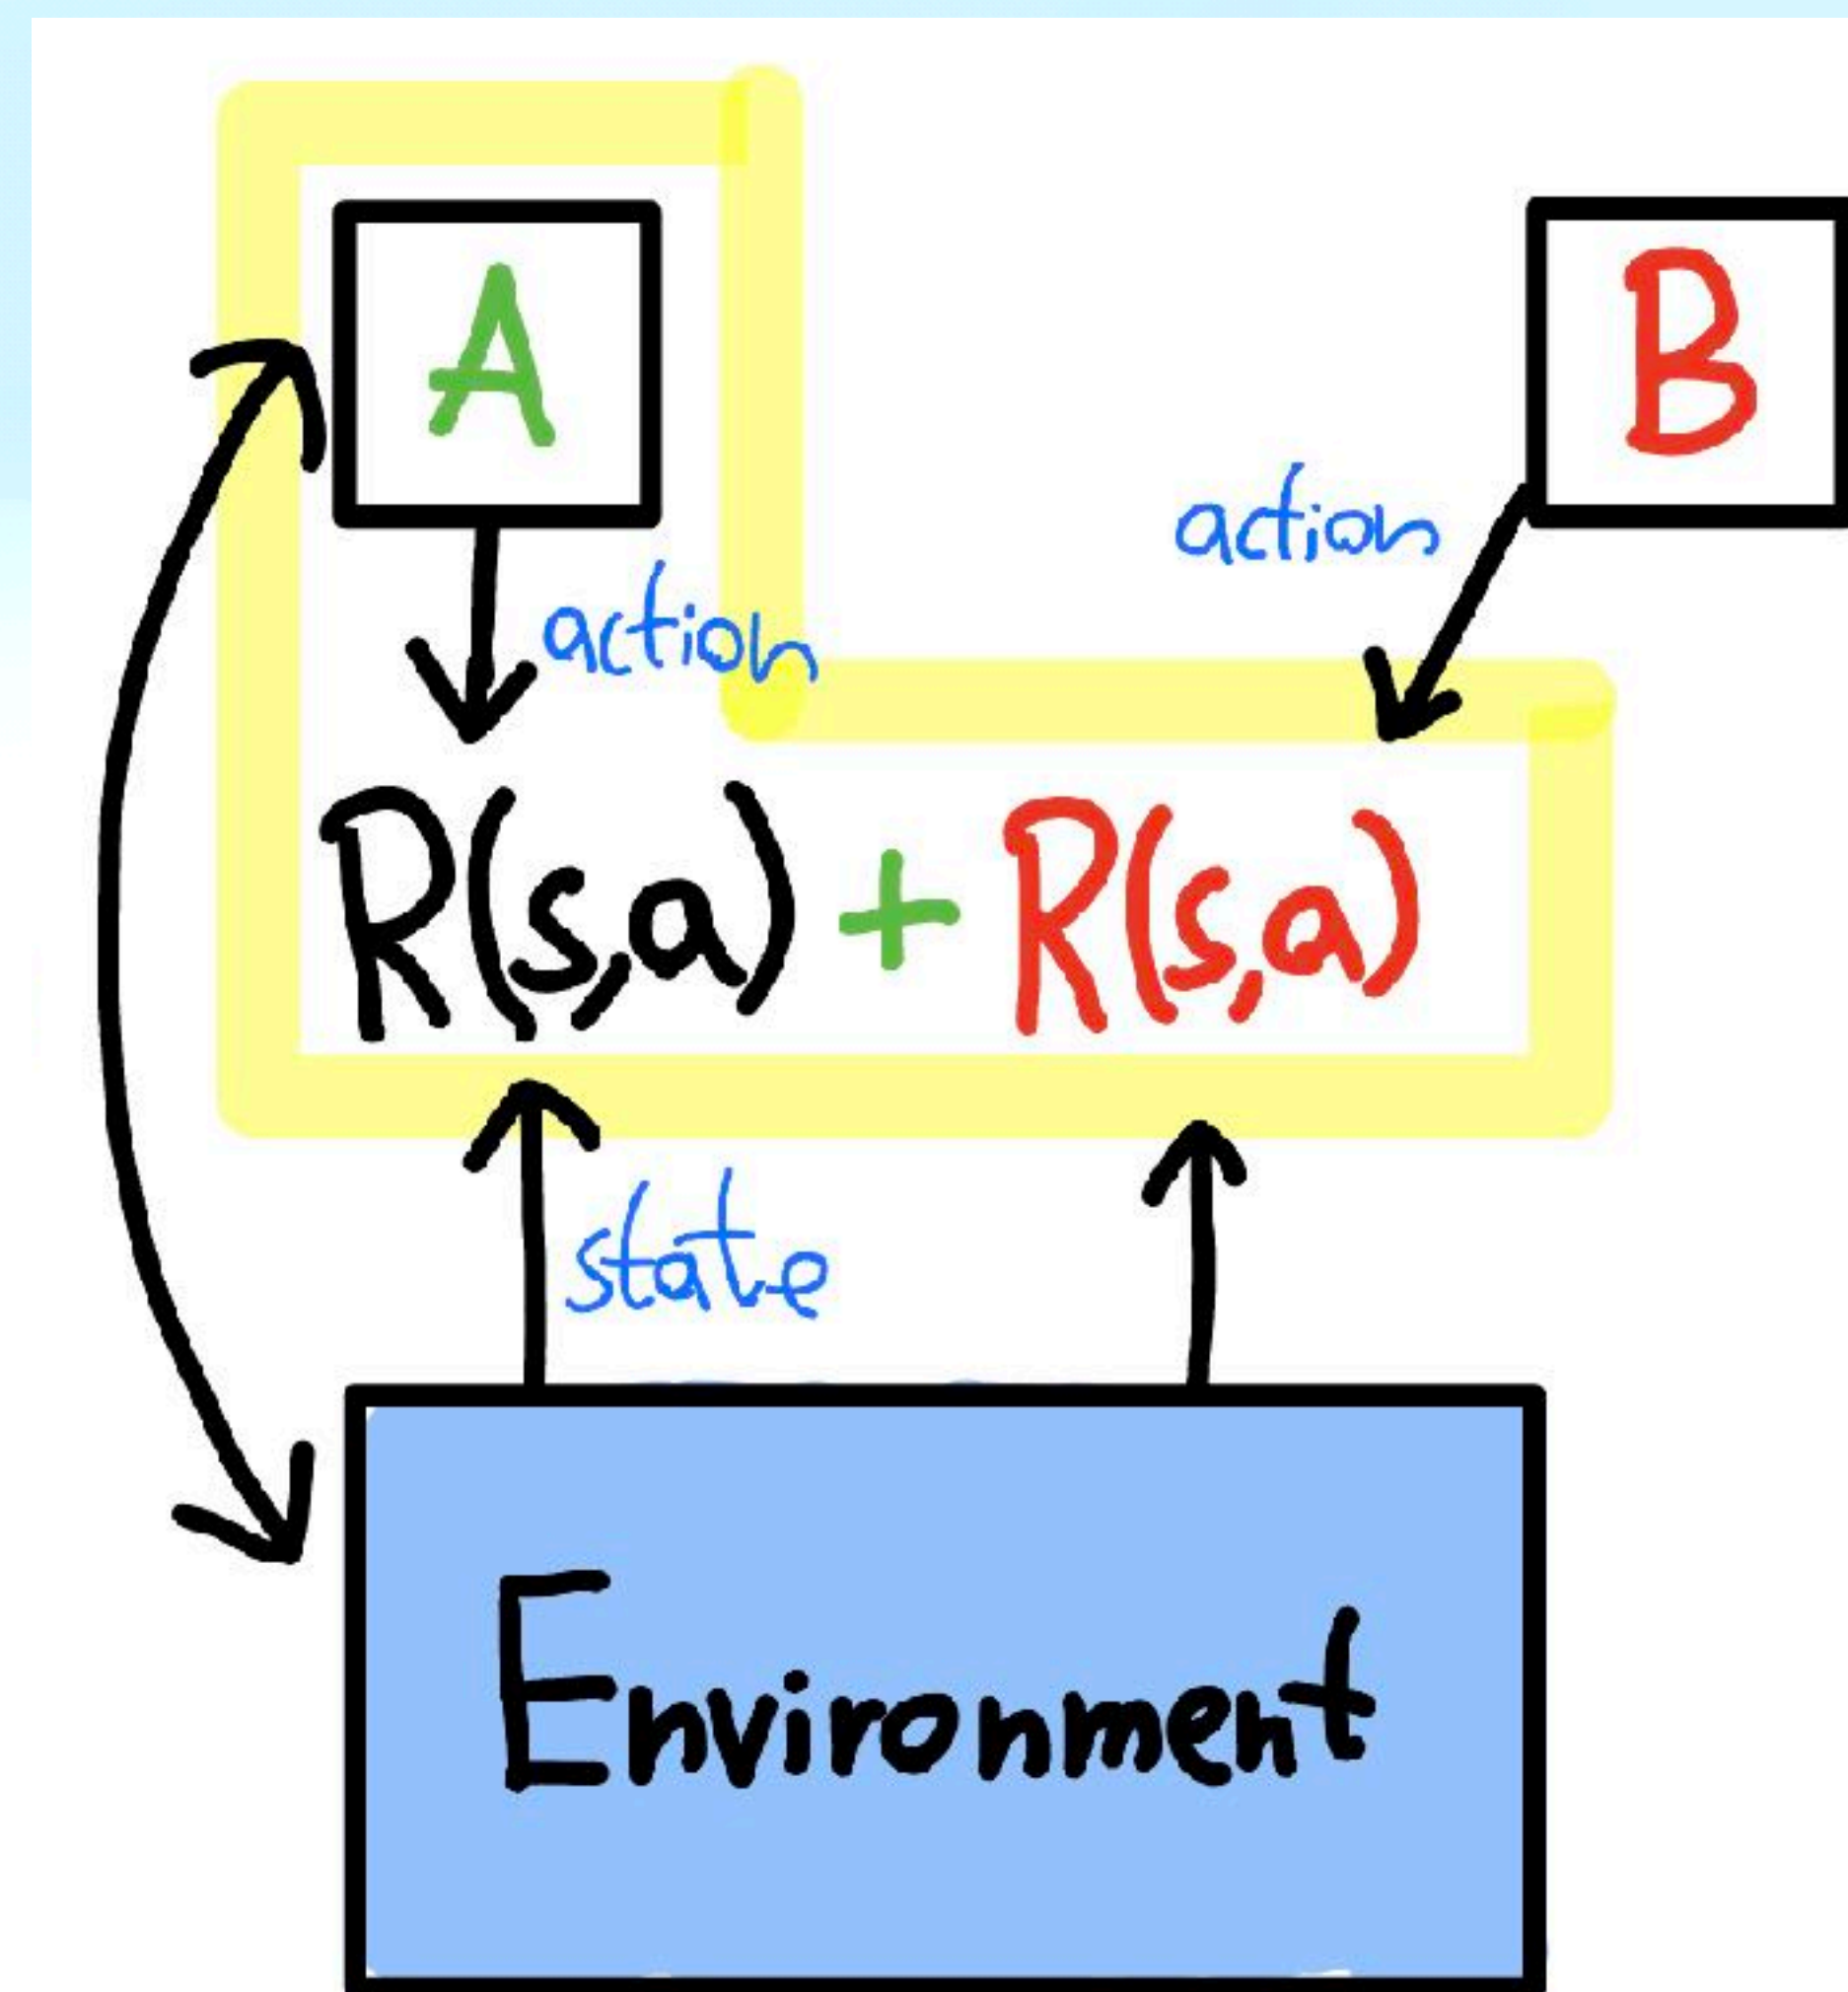 A
B
action
action
R(s,a) + R(s,a)
state
Environment